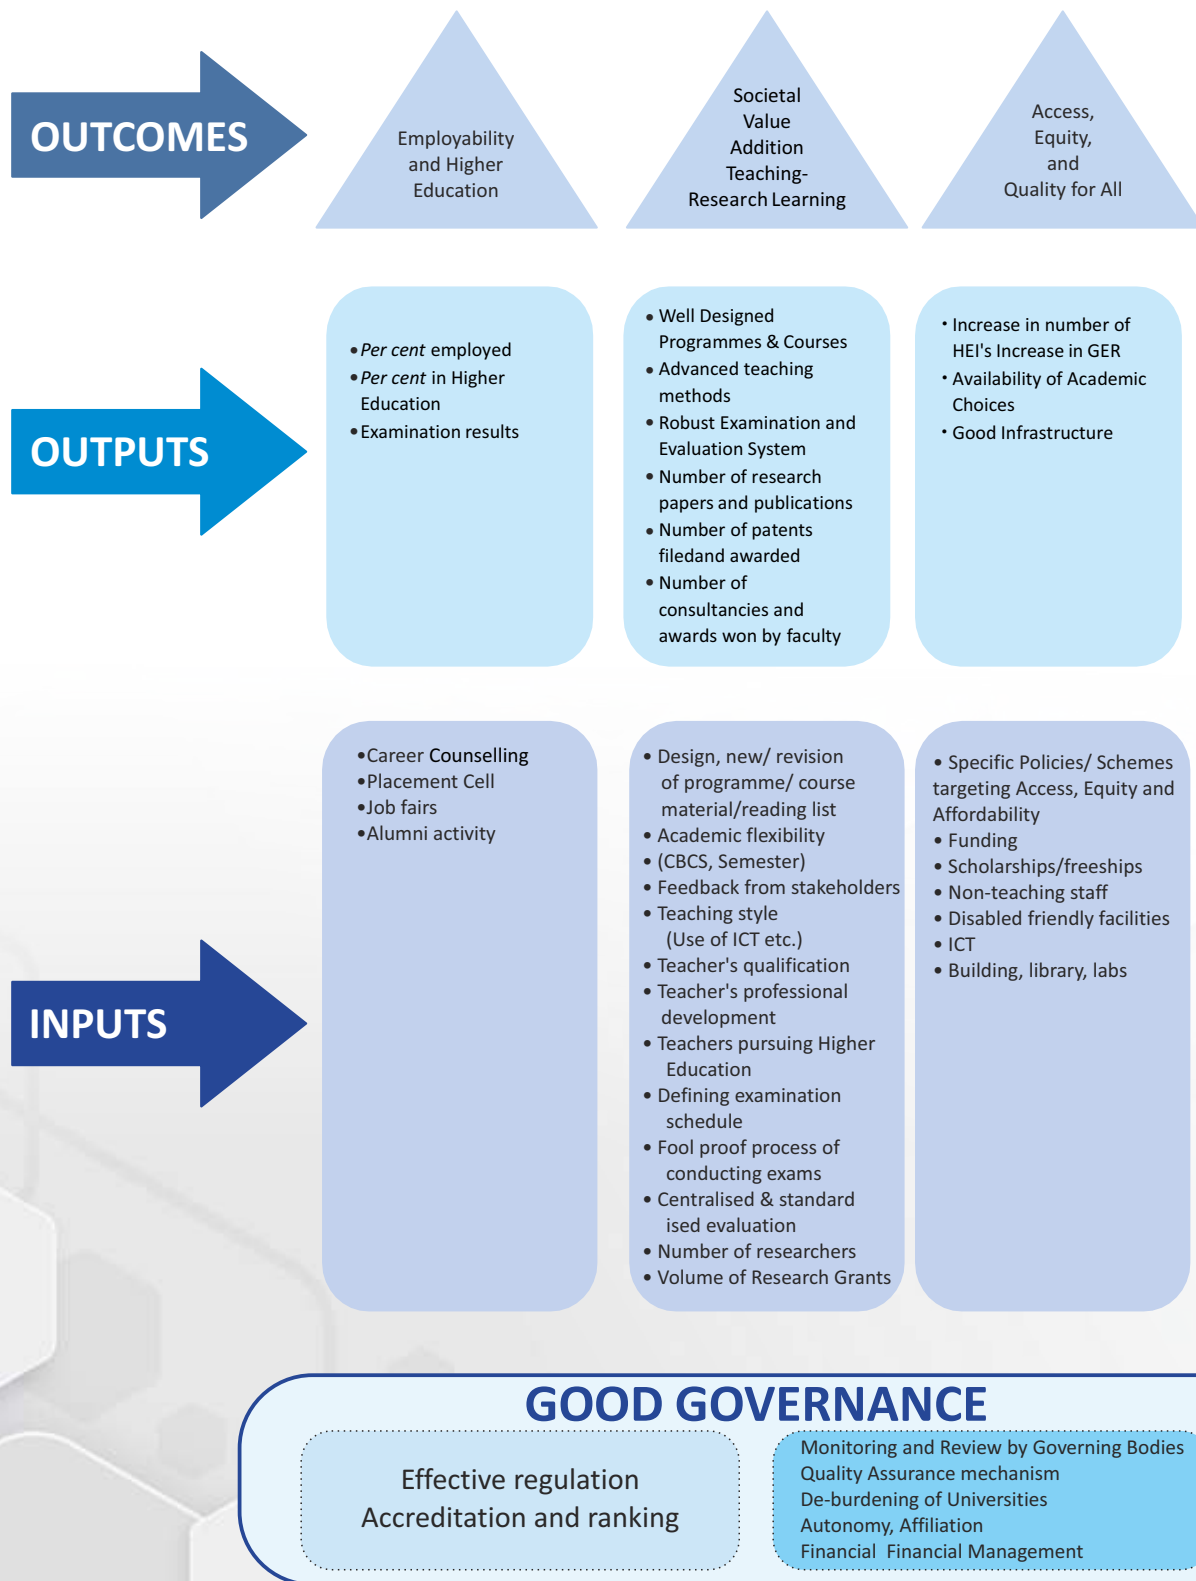 OUTCOMES
Employability
and Higher
Education
Societal
Value
Addition
Teaching-
Research Learning
Access,
Equity,
and
Quality for All
OUTPUTS
• Per cent employed
• Per cent in Higher
Education
• Examination results
• Well Designed
Programmes & Courses
• Advanced teaching
methods
• Robust Examination and
Evaluation System
• Number of research
papers and publications
• Number of patents
filedand awarded
• Number of
consultancies and
awards won by faculty
• Increase in number of
HEI's Increase in GER
• Availability of Academic
Choices
• Good Infrastructure
INPUTS
•Career Counselling
•Placement Cell
•Job fairs
•Alumni activity
• Design, new/ revision
of programme/ course
material/reading list
• Academic flexibility
• (CBCS, Semester)
• Feedback from stakeholders
• Teaching style
(Use of ICT etc.)
• Teacher's qualification
• Teacher's professional
development
• Teachers pursuing Higher
Education
• Defining examination
schedule
• Fool proof process of
conducting exams
• Centralised & standard
ised evaluation
• Number of researchers
• Volume of Research Grants
• Specific Policies/ Schemes
targeting Access, Equity and
Affordability
• Funding
• Scholarships/freeships
• Non-teaching staff
• Disabled friendly facilities
• ICT
• Building, library, labs
GOOD GOVERNANCE
Effective regulation
Accreditation and ranking
Monitoring and Review by Governing Bodies
Quality Assurance mechanism
De-burdening of Universities
Autonomy, Affiliation
Financial Financial Management